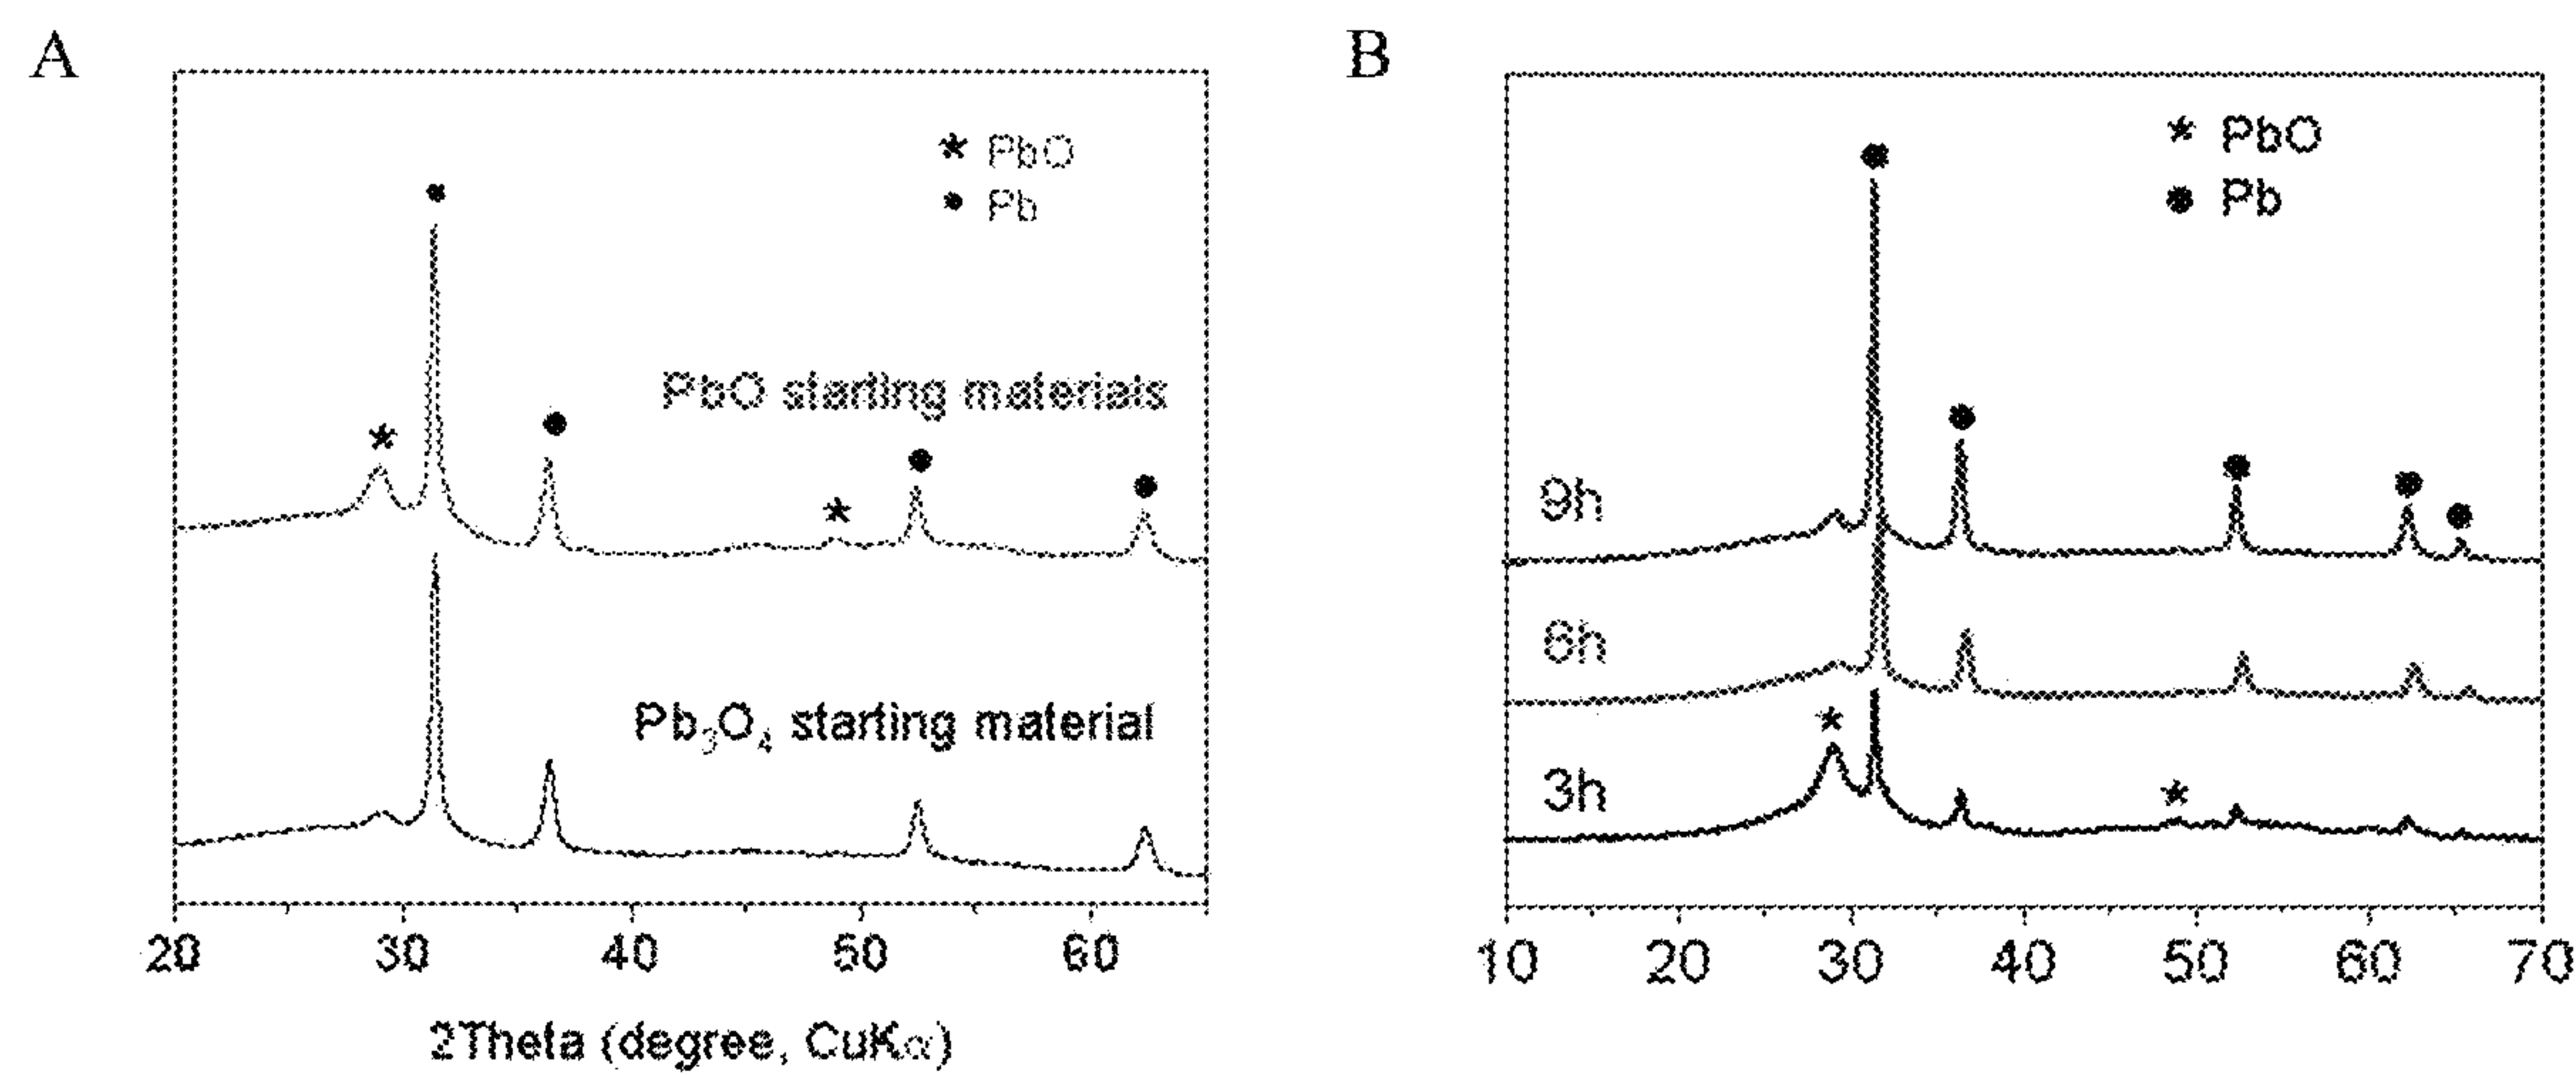 A
* PbO
• Pb
PbO starting materials
Pb₃O₄ starting material
20 30 40 50 60
2Theta (degree, CuKα)
B
* PbO
● Pb
9h
6h
3h
10 20 30 40 50 60 70